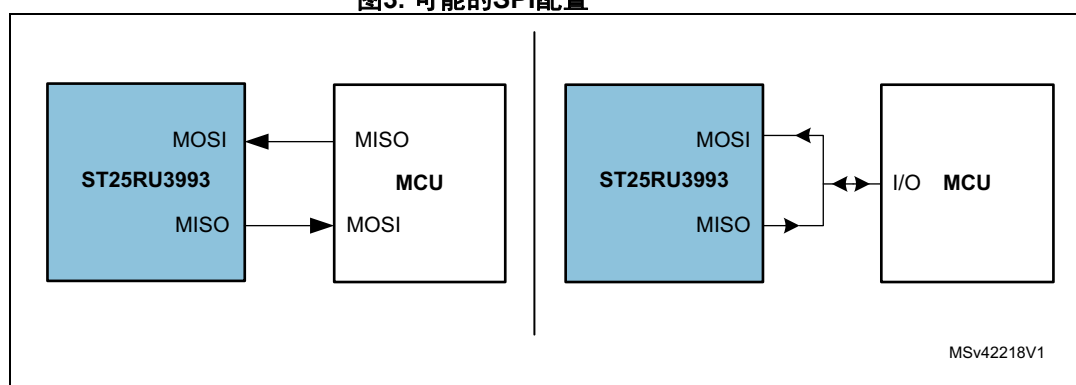 图3. 可能的SPI配置
MOSI
MISO
ST25RU3993
MCU
MISO
MOSI
MOSI
ST25RU3993
I/O
MCU
MISO
MSv42218V1